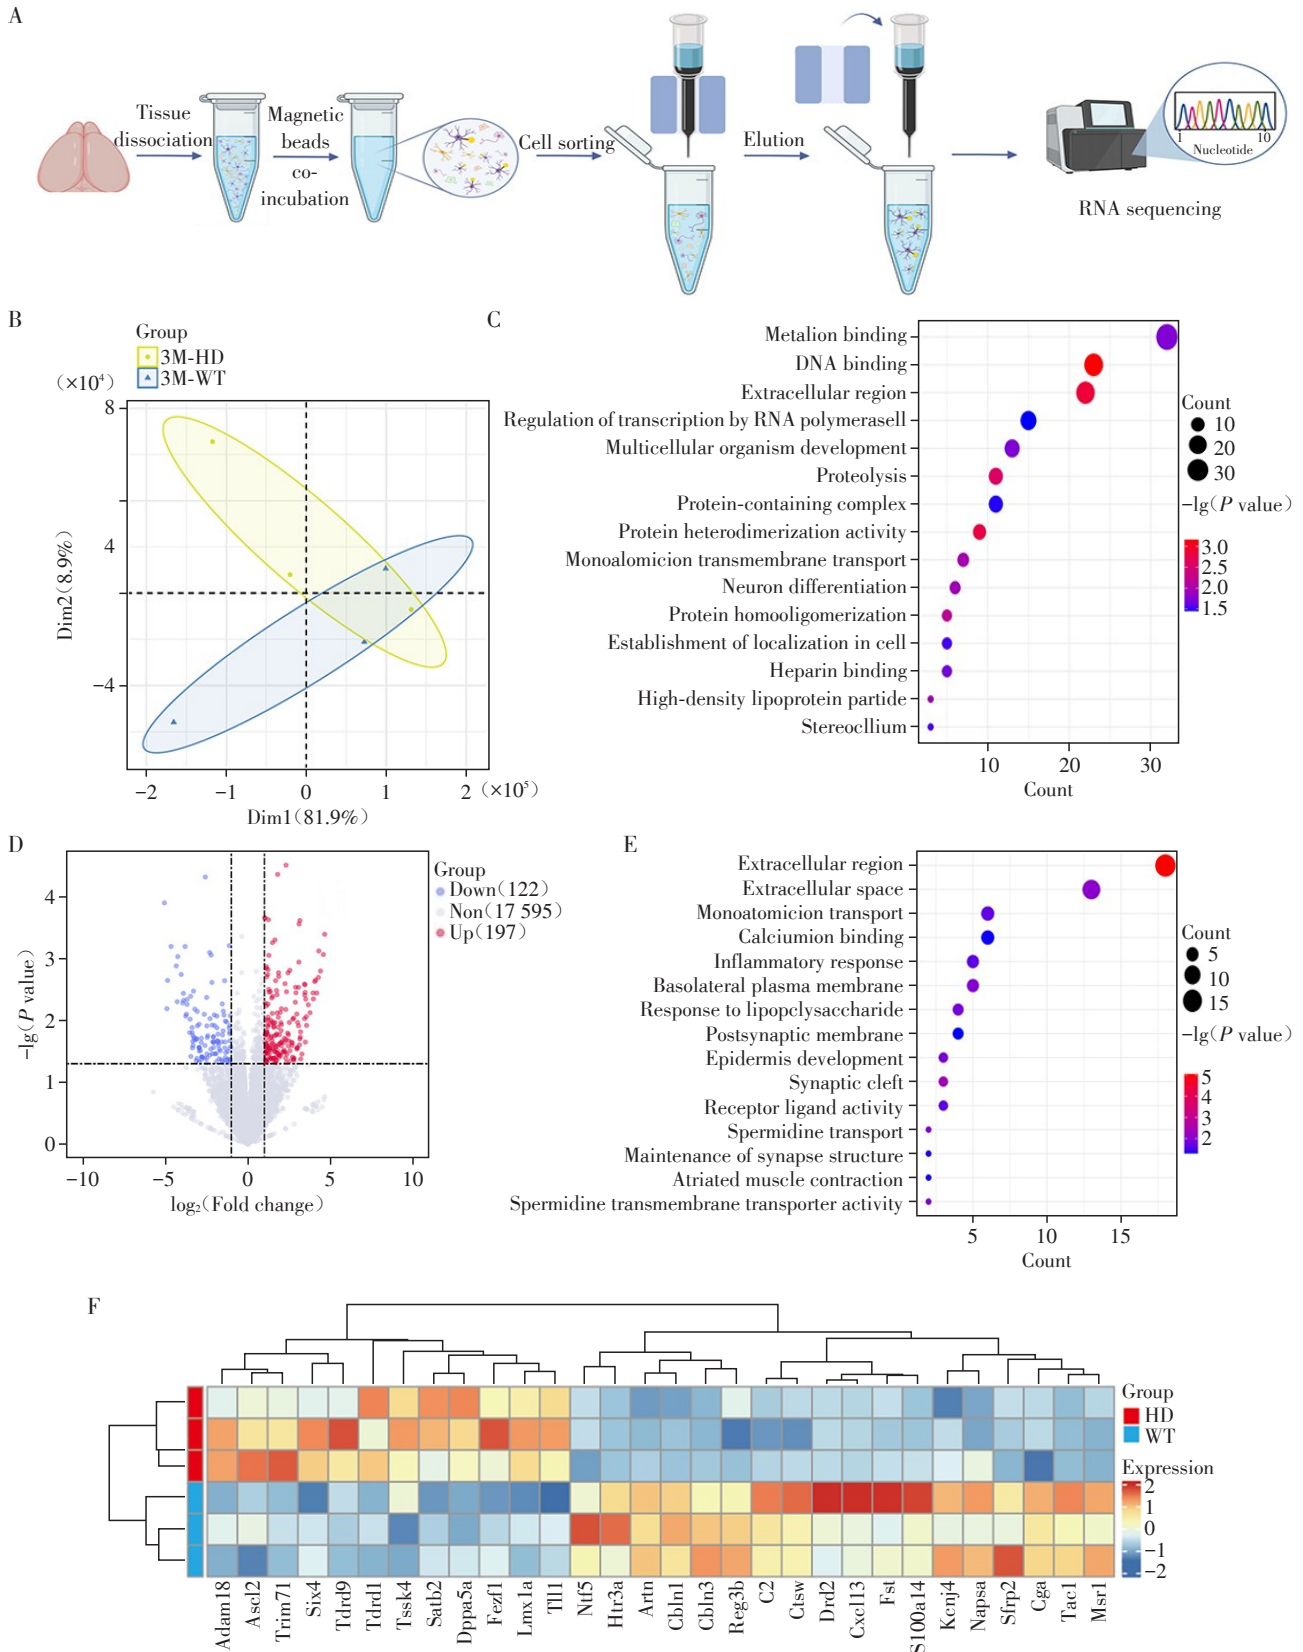 A
Tissue
dissociation
Magnetic
beads
co-
incubation
Cell sorting
Elution
1
10
Nucleotide
RNA sequencing
B
Group
3M-HD
3M-WT
(×10⁴)
8
4
−4
Dim2(8.9%)
−2
−1
0
1
2
(×10⁵)
Dim1(81.9%)
C
Metalion binding
DNA binding
Extracellular region
Regulation of transcription by RNA polymerasell
Multicellular organism development
Proteolysis
Protein-containing complex
Protein heterodimerization activity
Monoalomicion transmembrane transport
Neuron differentiation
Protein homooligomerization
Establishment of localization in cell
Heparin binding
High-density lipoprotein partide
Stereocllium
10
20
30
Count
Count
10
20
30
−lg(P value)
3.0
2.5
2.0
1.5
D
4
3
2
1
0
−lg(P value)
−10
−5
0
5
10
log₂(Fold change)
Group
Down(122)
Non(17 595)
Up(197)
E
Extracellular region
Extracellular space
Monoatomicion transport
Calciumion binding
Inflammatory response
Basolateral plasma membrane
Response to lipoplysaccharide
Postsynaptic membrane
Epidermis development
Synaptic cleft
Receptor ligand activity
Spermidine transport
Maintenance of synapse structure
Atriated muscle contraction
Spermidine transmembrane transporter activity
5
10
15
Count
Count
5
10
15
−lg(P value)
5
4
3
2
F
Group
HD
WT
Expression
2
1
0
−1
−2
Adam18
Ascl2
Trim71
Six4
Tdrd9
Tdrd1
Tssk4
Satb2
Dppa5a
Fezf1
Lmx1a
Tll1
Ntf5
Htr3a
Artn
Cbln1
Cbln3
Reg3b
C2
Ctsw
Drd2
Cxcl13
Fst
S100a14
Kcnj4
Napsa
Sfrp2
Cga
Tac1
Msr1